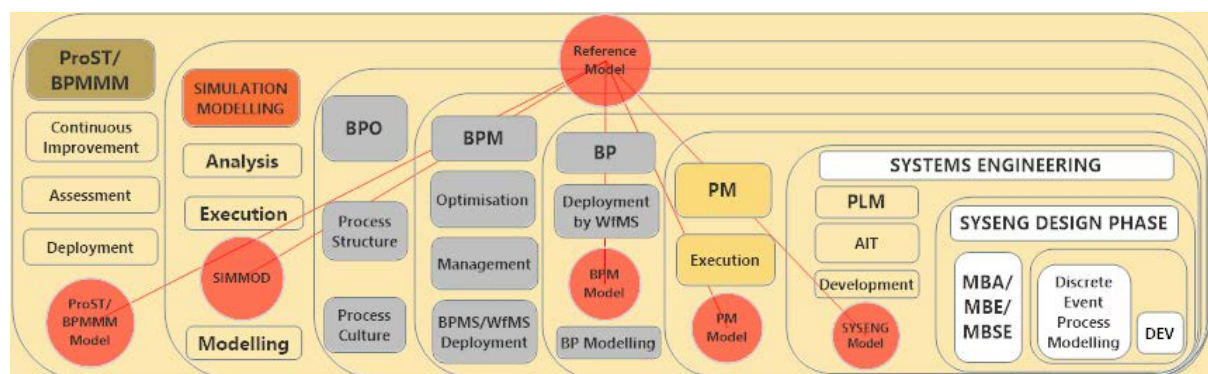 ProST/
BPMMM
Continuous
Improvement
Assessment
Deployment
ProST/
BPMMM
Model
SIMULATION
MODELLING
Analysis
Execution
SIMMOD
Modelling
BPO
Process
Structure
Process
Culture
BPM
Optimisation
Management
BPMS/WfMS
Deployment
Reference
Model
BP
Deployment
by WfMS
BPM
Model
BP Modelling
PM
Execution
PM
Model
SYSTEMS ENGINEERING
PLM
AIT
Development
SYSENG
Model
SYSENG DESIGN PHASE
MBA/
MBE/
MBSE
Discrete
Event
Process
Modelling
DEV